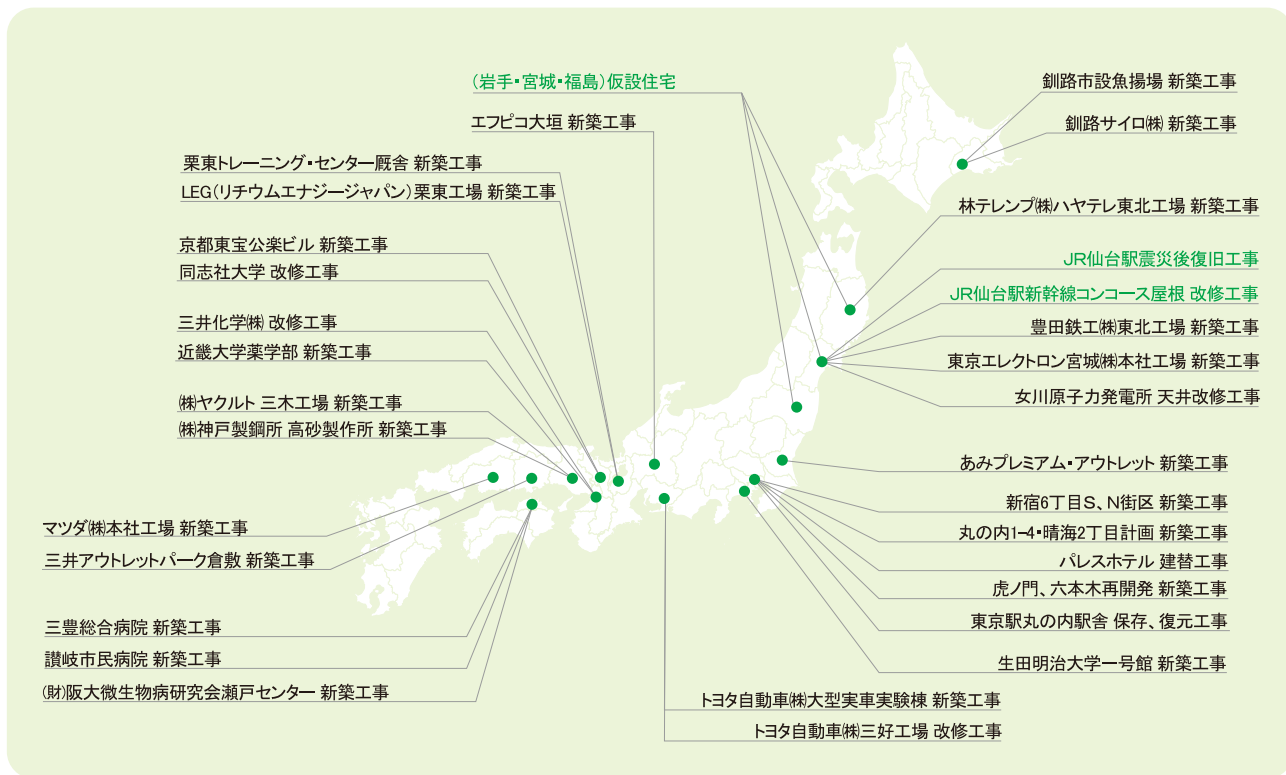 (岩手・宮城・福島)仮設住宅
エフピコ大垣 新築工事
栗東トレーニング・センター厩舎 新築工事
LEG(リチウムエナジージャパン)栗東工場 新築工事
京都東宝公楽ビル 新築工事
同志社大学 改修工事
三井化学㈱ 改修工事
近畿大学薬学部 新築工事
㈱ヤクルト 三木工場 新築工事
㈱神戸製鋼所 高砂製作所 新築工事
マツダ㈱本社工場 新築工事
三井アウトレットパーク倉敷 新築工事
三豊総合病院 新築工事
讃岐市民病院 新築工事
㈶阪大微生物病研究会瀬戸センター 新築工事
釧路市設魚揚場 新築工事
釧路サイロ㈱ 新築工事
林テレンプ㈱ハヤテレ東北工場 新築工事
JR仙台駅震災後復旧工事
JR仙台駅新幹線コンコース屋根 改修工事
豊田鉄工㈱東北工場 新築工事
東京エレクトロン宮城㈱本社工場 新築工事
女川原子力発電所 天井改修工事
あみプレミアム・アウトレット 新築工事
新宿6丁目S、N街区 新築工事
丸の内1-4・晴海2丁目計画 新築工事
パレスホテル 建替工事
虎ノ門、六本木再開発 新築工事
東京駅丸の内駅舎 保存、復元工事
生田明治大学一号館 新築工事
トヨタ自動車㈱大型実車実験棟 新築工事
トヨタ自動車㈱三好工場 改修工事